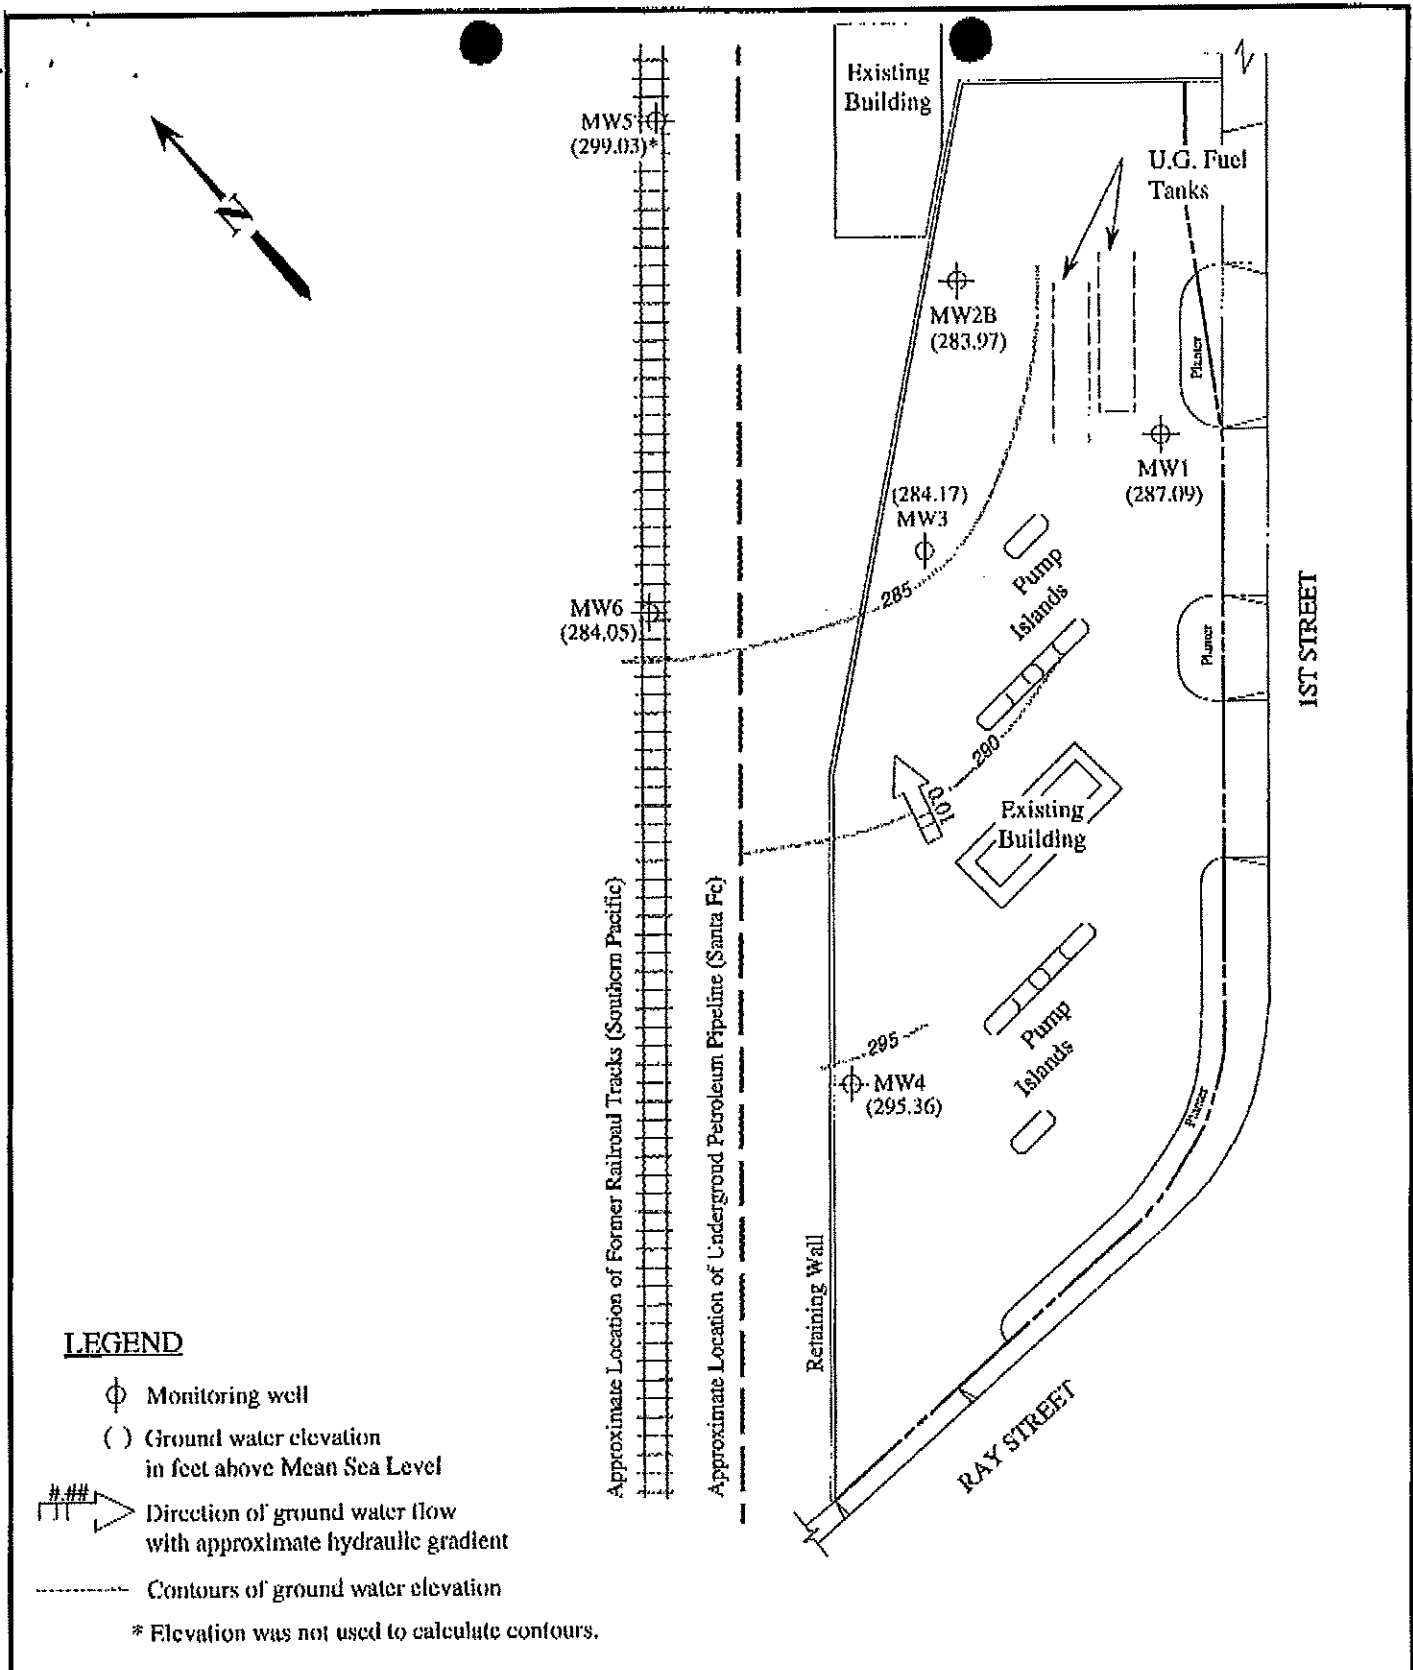 Existing
Building
MW5
(299.03)*
N
U.G. Fuel
Tanks
MW2B
(283.97)
Planter
MW1
(287.09)
(284.17)
MW3
Pump
Islands
285
MW6
(284.05)
Planter
1ST STREET
290
0.01
Existing
Building
Approximate Location of Former Railroad Tracks (Southern Pacific)
Approximate Location of Undergroud Petroleum Pipeline (Santa Fe)
295
MW4
(295.36)
Pump
Islands
Planter
Retaining Wall
RAY STREET
LEGEND
Monitoring well
( ) Ground water elevation
in feet above Mean Sea Level
#.## Direction of ground water flow
with approximate hydraulic gradient
Contours of ground water elevation
* Elevation was not used to calculate contours.